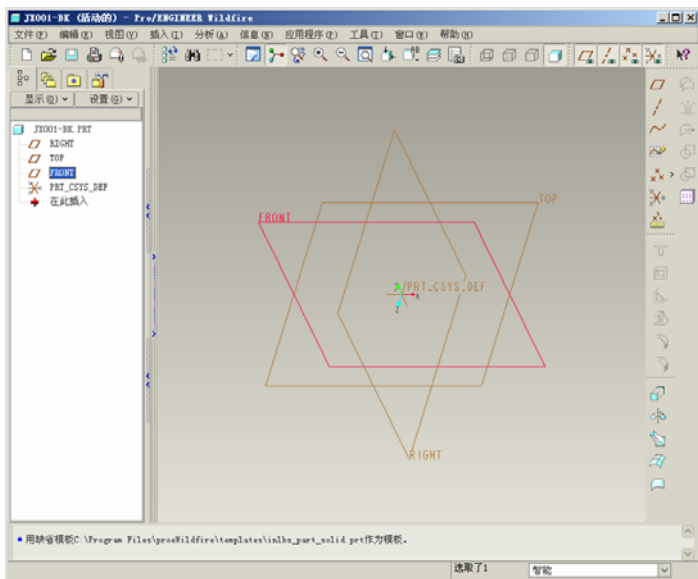 JX001-BK (活动的) - Pro/ENGINEER Wildfire
文件(F) 编辑(E) 视图(V) 插入(I) 分析(A) 信息(N) 应用程序(P) 工具(T) 窗口(W) 帮助(H)
显示(O) 设置(G)
JX001-BK PRT
RIGHT
TOP
FRONT
PRT_CSYS_DEF
在此插入
TOP
FRONT
Y
PRT_CSYS_DEF
X
Z
RIGHT
用缺省模板C:\Program Files\proeWildfire\templates\inlbs_part_solid prt作为模板。
选取了1
智能